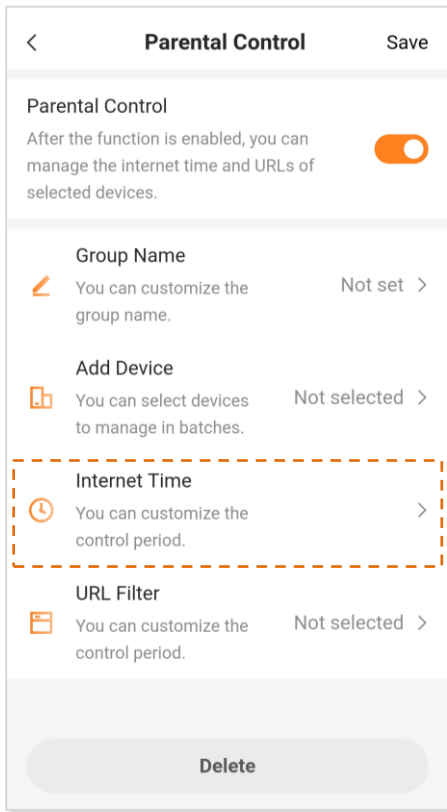 Parental Control
Save
Parental Control
After the function is enabled, you can
manage the internet time and URLs of
selected devices.
Group Name
You can customize the
group name.
Not set
Add Device
You can select devices
to manage in batches.
Not selected
Internet Time
You can customize the
control period.
URL Filter
You can customize the
control period.
Not selected
Delete